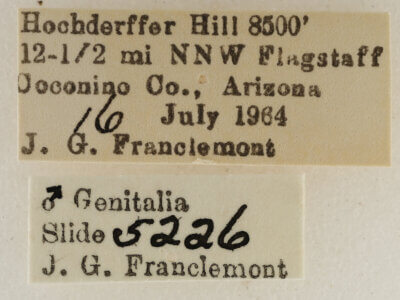 Hochderffer Hill 8500'
12-1/2 mi NNW Flagstaff
Coconino Co., Arizona
16 July 1964
J. G. Franclemont
♂ Genitalia
Slide 5226
J. G. Franclemont